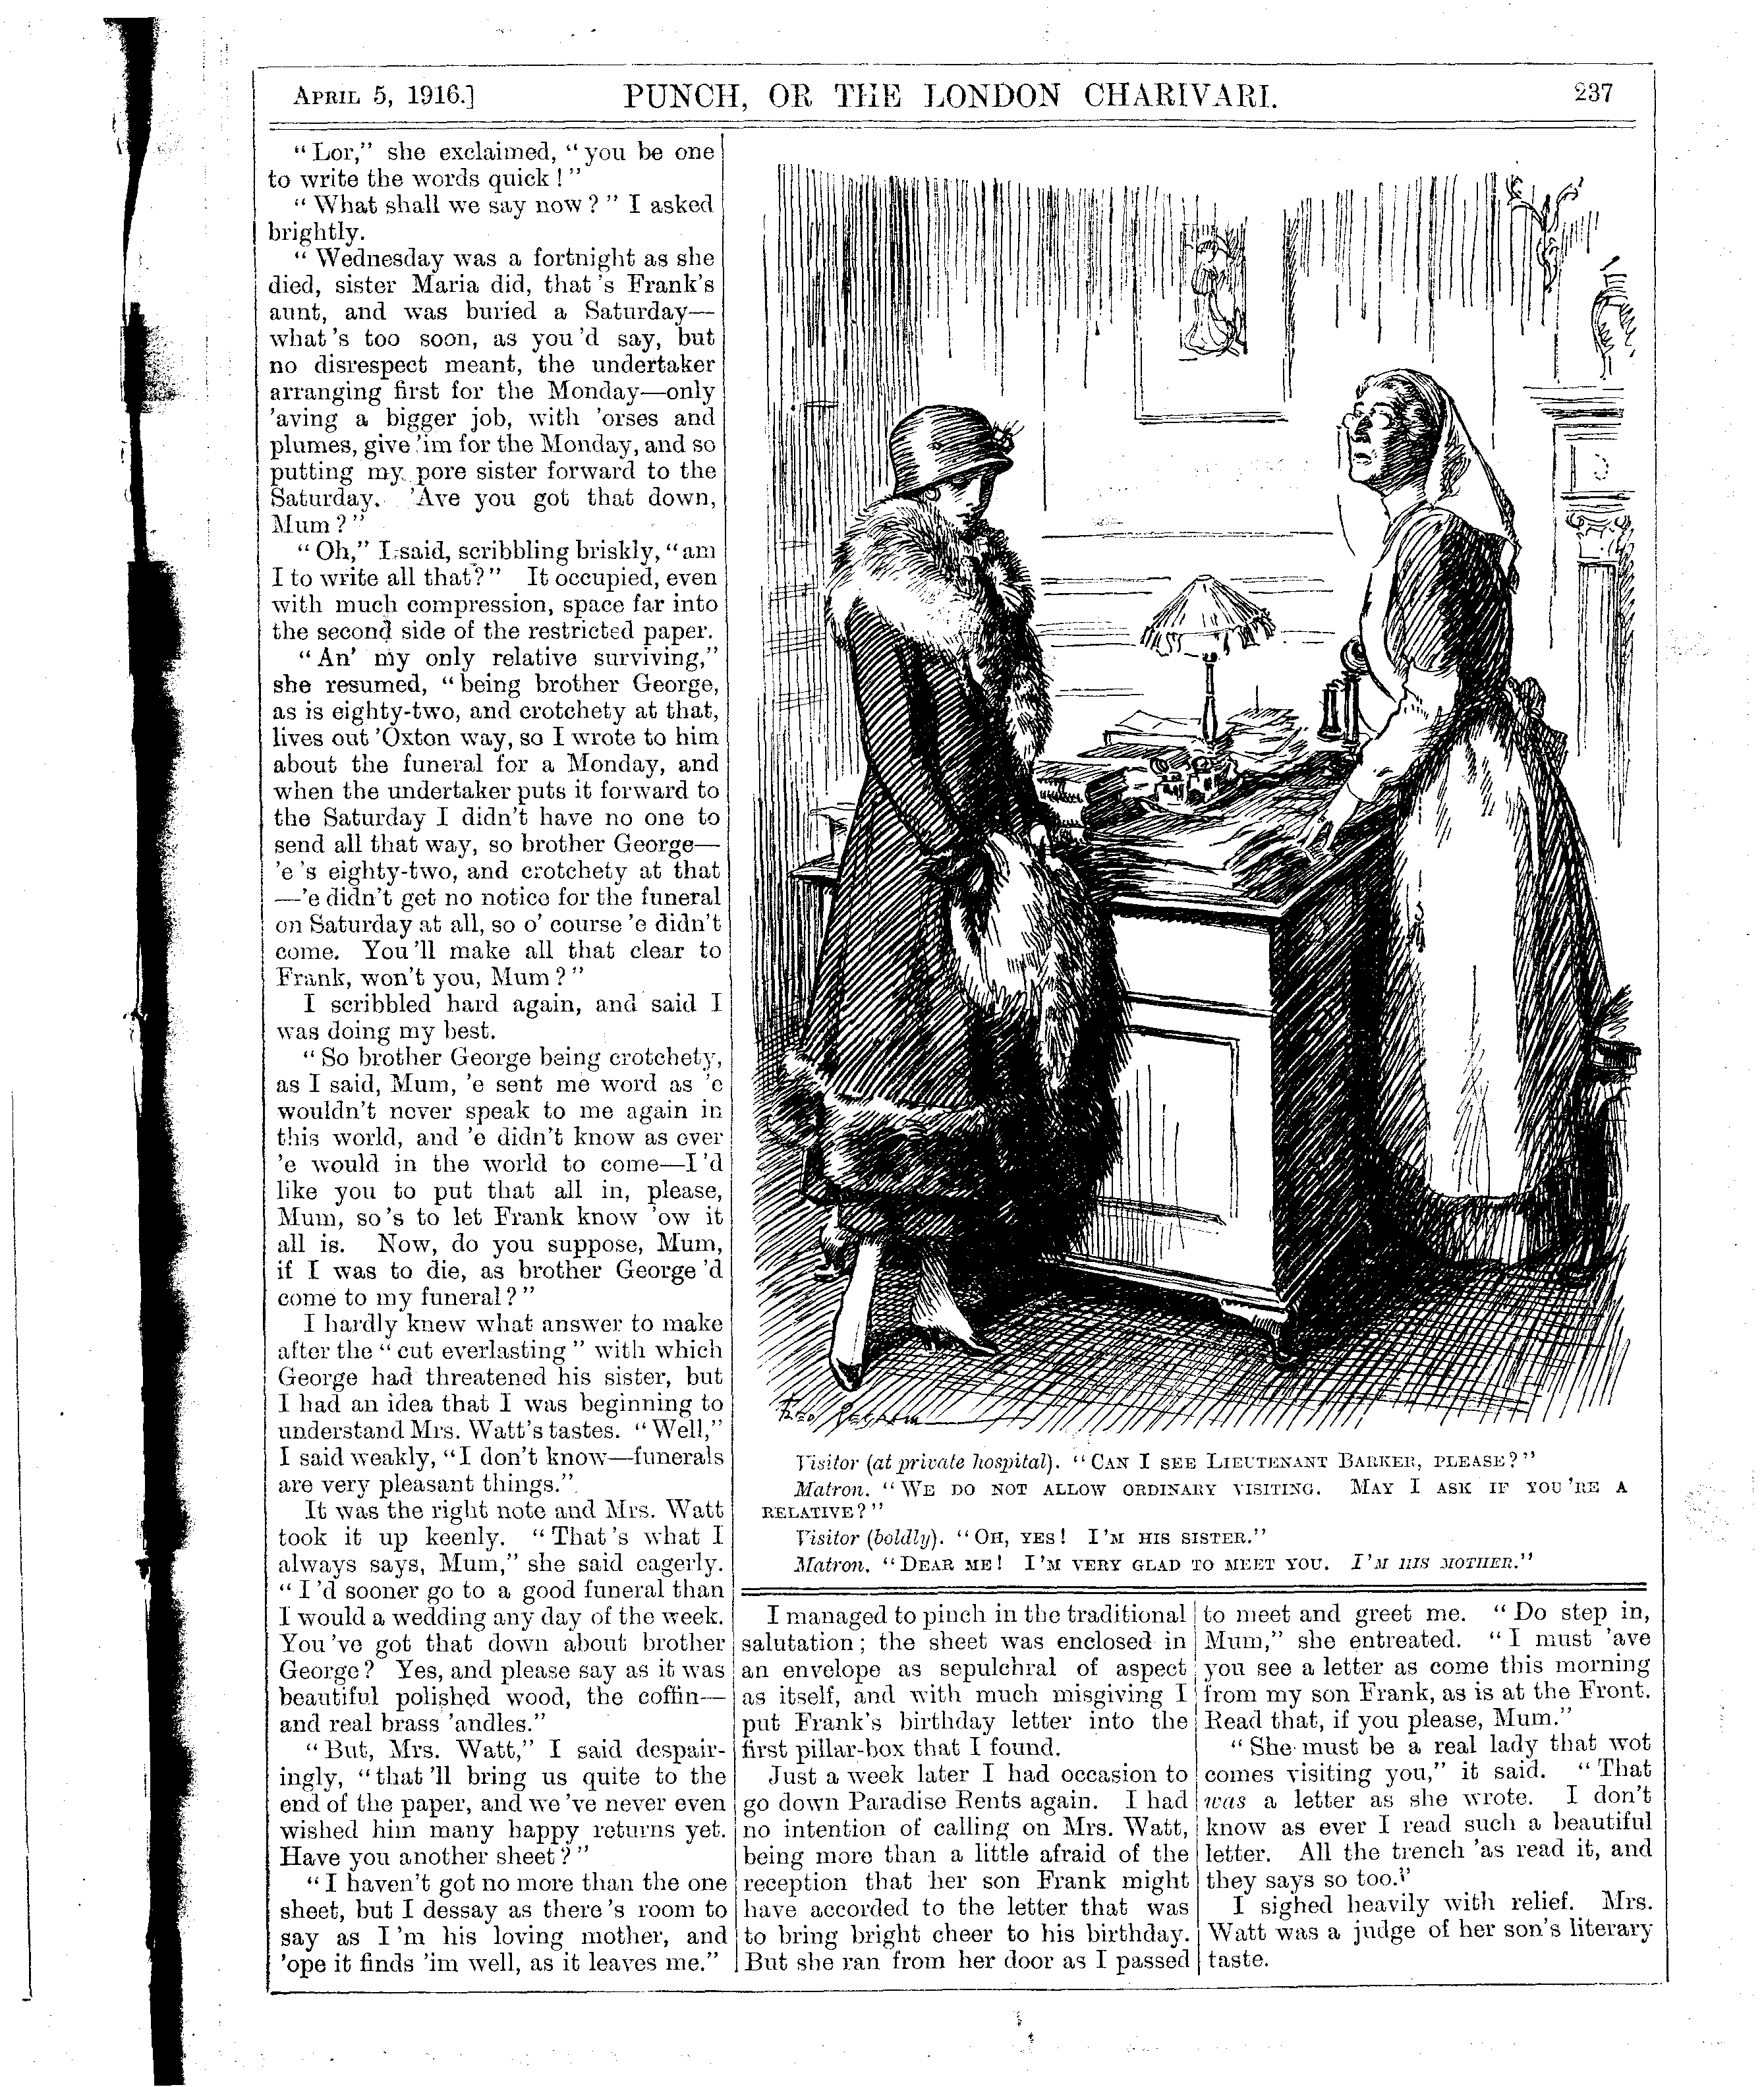 APRIL 5, 1916.] PUNCH, OR THE LONDON CHARIVARI. 237
"Lor," she exclaimed, "you be one
to write the words quick!"
"What shall we say now?" I asked
brightly.
"Wednesday was a fortnight as she
died, sister Maria did, that's Frank's
aunt, and was buried a Saturday—
what's too soon, as you'd say, but
no disrespect meant, the undertaker
arranging first for the Monday—only
'aving a bigger job, with 'orses and
plumes, give 'im for the Monday, and so
putting my pore sister forward to the
Saturday. 'Ave you got that down,
Mum?"
"Oh," I said, scribbling briskly, "am
I to write all that?" It occupied, even
with much compression, space far into
the second side of the restricted paper.
"An' my only relative surviving,"
she resumed, "being brother George,
as is eighty-two, and crotchety at that,
lives out 'Oxton way, so I wrote to him
about the funeral for a Monday, and
when the undertaker puts it forward to
the Saturday I didn't have no one to
send all that way, so brother George—
'e's eighty-two, and crotchety at that
—'e didn't get no notice for the funeral
on Saturday at all, so o' course 'e didn't
come. You'll make all that clear to
Frank, won't you, Mum?"
I scribbled hard again, and said I
was doing my best.
"So brother George being crotchety,
as I said, Mum, 'e sent me word as 'e
wouldn't never speak to me again in
this world, and 'e didn't know as ever
'e would in the world to come—I'd
like you to put that all in, please,
Mum, so's to let Frank know 'ow it
all is. Now, do you suppose, Mum,
if I was to die, as brother George'd
come to my funeral?"
I hardly knew what answer to make
after the "cut everlasting" with which
George had threatened his sister, but
I had an idea that I was beginning to
understand Mrs. Watt's tastes. "Well,"
I said weakly, "I don't know—funerals
are very pleasant things."
It was the right note and Mrs. Watt
took it up keenly. "That's what I
always says, Mum," she said eagerly.
"I'd sooner go to a good funeral than
I would a wedding any day of the week.
You've got that down about brother
George? Yes, and please say as it was
beautiful polished wood, the coffin—
and real brass 'andles."
"But, Mrs. Watt," I said despair-
ingly, "that'll bring us quite to the
end of the paper, and we've never even
wished him many happy returns yet.
Have you another sheet?"
"I haven't got no more than the one
sheet, but I dessay as there's room to
say as I'm his loving mother, and
'ope it finds 'im well, as it leaves me."
Fred Pegram
Visitor (at private hospital). "CAN I SEE LIEUTENANT BARKER, PLEASE?"
Matron. "WE DO NOT ALLOW ORDINARY VISITING. MAY I ASK IF YOU'RE A
RELATIVE?"
Visitor (boldly). "OH, YES! I'M HIS SISTER."
Matron. "DEAR ME! I'M VERY GLAD TO MEET YOU. I'M HIS MOTHER."
I managed to pinch in the traditional
salutation; the sheet was enclosed in
an envelope as sepulchral of aspect
as itself, and with much misgiving I
put Frank's birthday letter into the
first pillar-box that I found.
Just a week later I had occasion to
go down Paradise Rents again. I had
no intention of calling on Mrs. Watt,
being more than a little afraid of the
reception that her son Frank might
have accorded to the letter that was
to bring bright cheer to his birthday.
But she ran from her door as I passed
to meet and greet me. "Do step in,
Mum," she entreated. "I must 'ave
you see a letter as come this morning
from my son Frank, as is at the Front.
Read that, if you please, Mum."
"She must be a real lady that wot
comes visiting you," it said. "That
was a letter as she wrote. I don't
know as ever I read such a beautiful
letter. All the trench 'as read it, and
they says so too."
I sighed heavily with relief. Mrs.
Watt was a judge of her son's literary
taste.